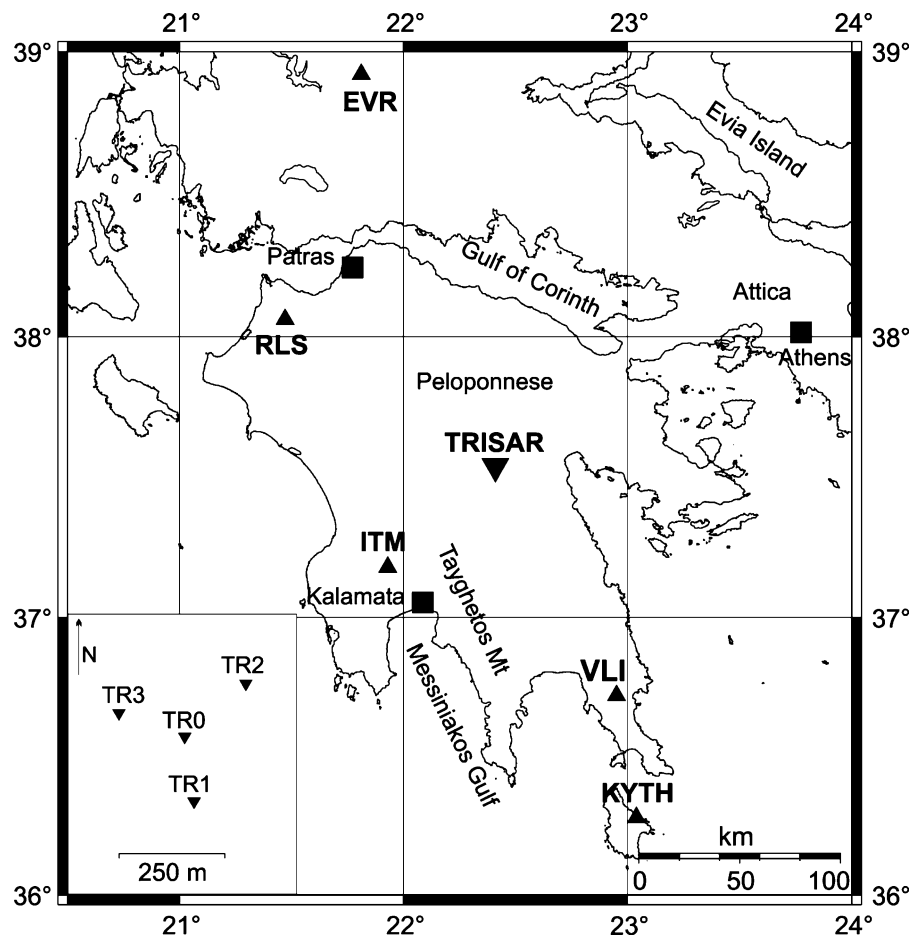 21° 22° 23° 24°
39° 39°
EVR
Evia Island
Patras
Gulf of Corinth
Attica
38° 38°
RLS
Athens
Peloponnese
TRISAR
ITM
Tayghetos Mt
Kalamata
37° 37°
N
TR2
Messiniakos Gulf
VLI
TR3
TR0
TR1
KYTH
km
250 m
0 50 100
36° 36°
21° 22° 23° 24°